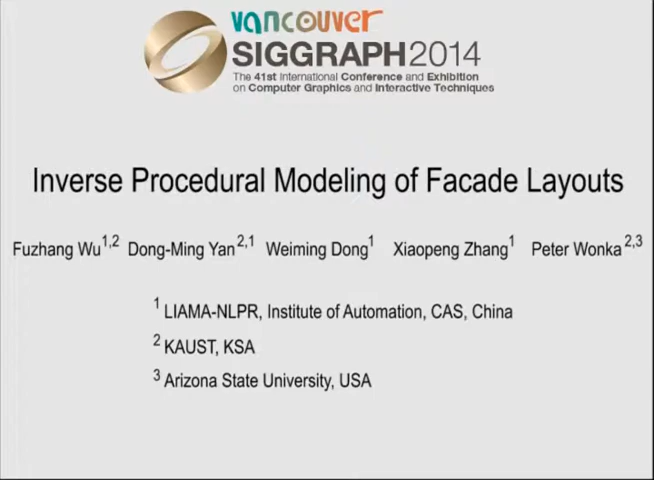 vancouver
SIGGRAPH2014
The 41st International Conference and Exhibition
on Computer Graphics and Interactive Techniques
Inverse Procedural Modeling of Facade Layouts
Fuzhang Wu1,2 Dong-Ming Yan2,1 Weiming Dong1 Xiaopeng Zhang1 Peter Wonka2,3
1 LIAMA-NLPR, Institute of Automation, CAS, China
2 KAUST, KSA
3 Arizona State University, USA